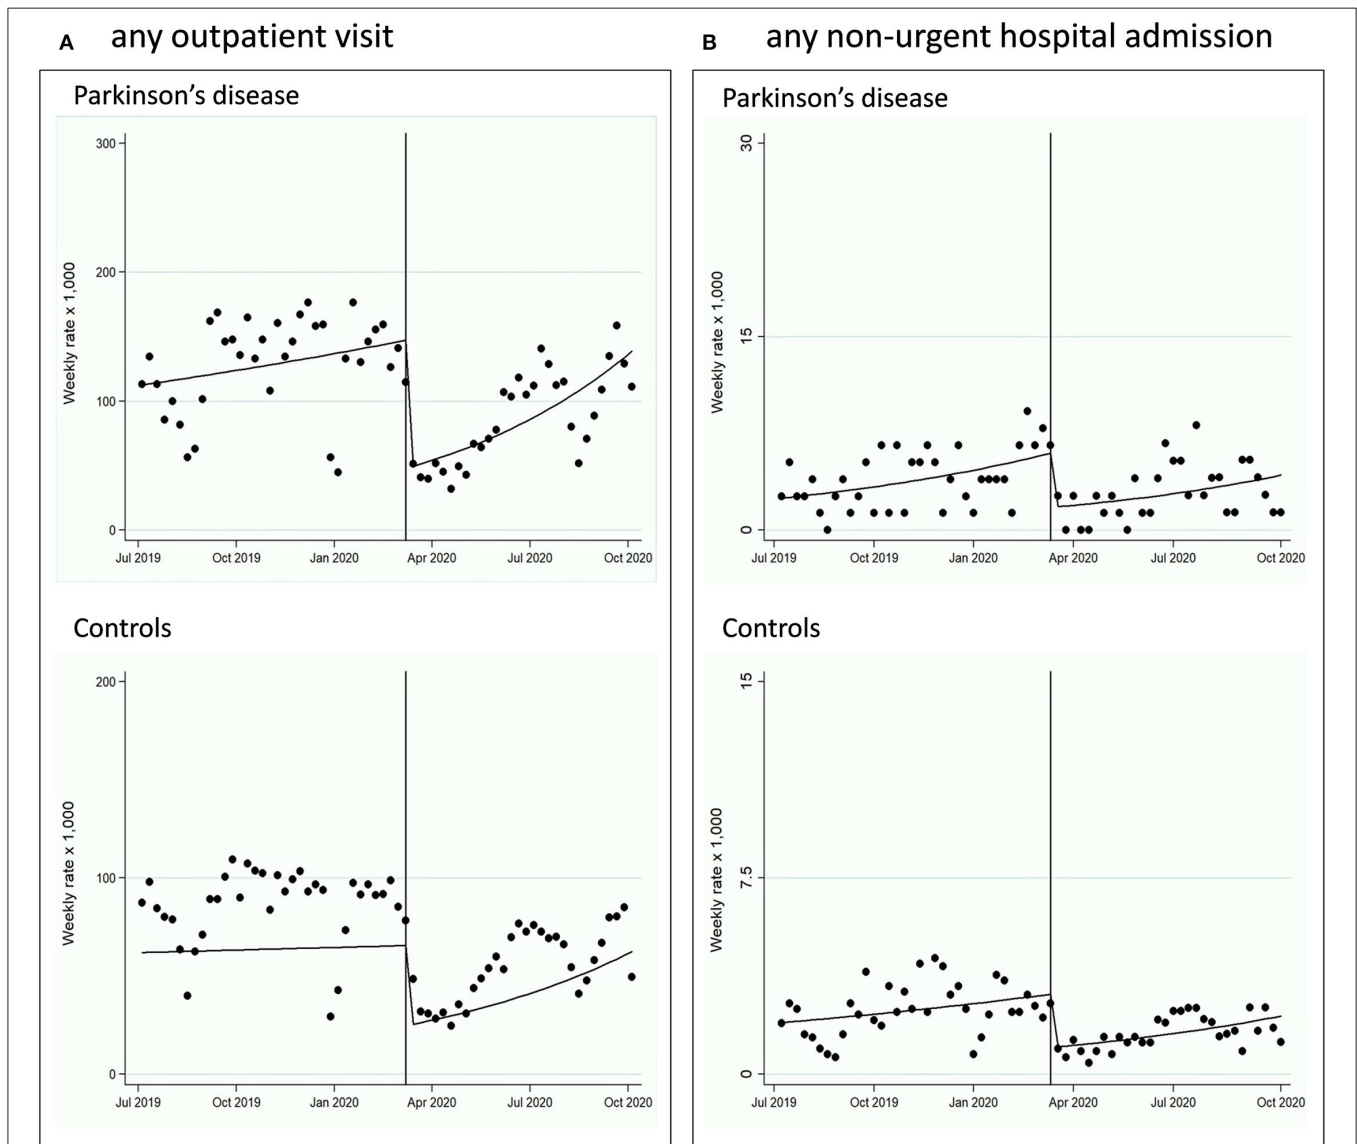 A any outpatient visit
Parkinson's disease
300
200
100
0
Weekly rate x 1,000
Jul 2019 Oct 2019 Jan 2020 Apr 2020 Jul 2020 Oct 2020
Controls
200
100
0
Weekly rate x 1,000
Jul 2019 Oct 2019 Jan 2020 Apr 2020 Jul 2020 Oct 2020
B any non-urgent hospital admission
Parkinson's disease
30
15
0
Weekly rate x 1,000
Jul 2019 Oct 2019 Jan 2020 Apr 2020 Jul 2020 Oct 2020
Controls
15
7.5
0
Weekly rate x 1,000
Jul 2019 Oct 2019 Jan 2020 Apr 2020 Jul 2020 Oct 2020